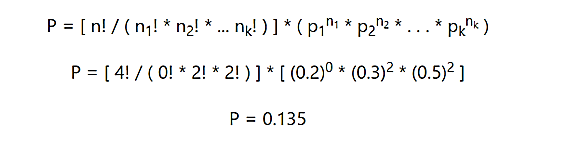 P = [ n! / ( n₁! * n₂! * ... nₖ! ) ] * ( p₁ⁿ¹ * p₂ⁿ² * . . . * pₖⁿᵏ )
P = [ 4! / ( 0! * 2! * 2! ) ] * [ (0.2)⁰ * (0.3)² * (0.5)² ]
P = 0.135